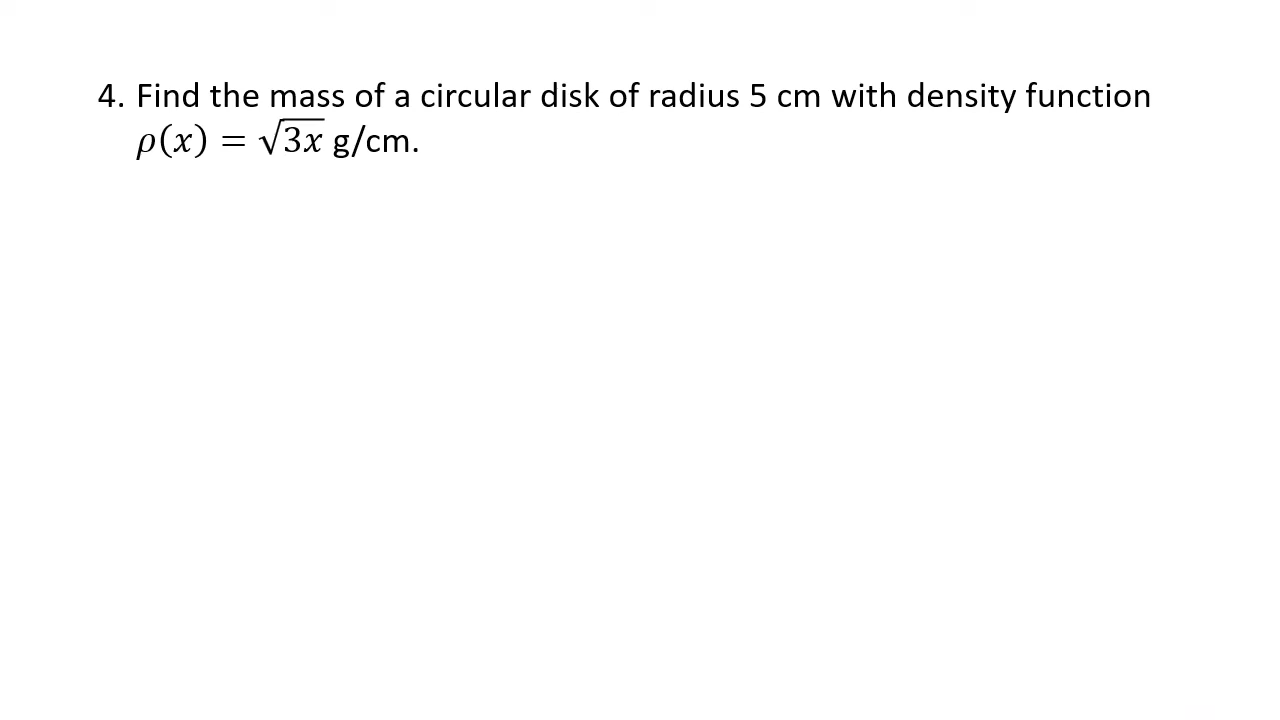 4. Find the mass of a circular disk of radius 5 cm with density function
ρ(x) = √3x g/cm.